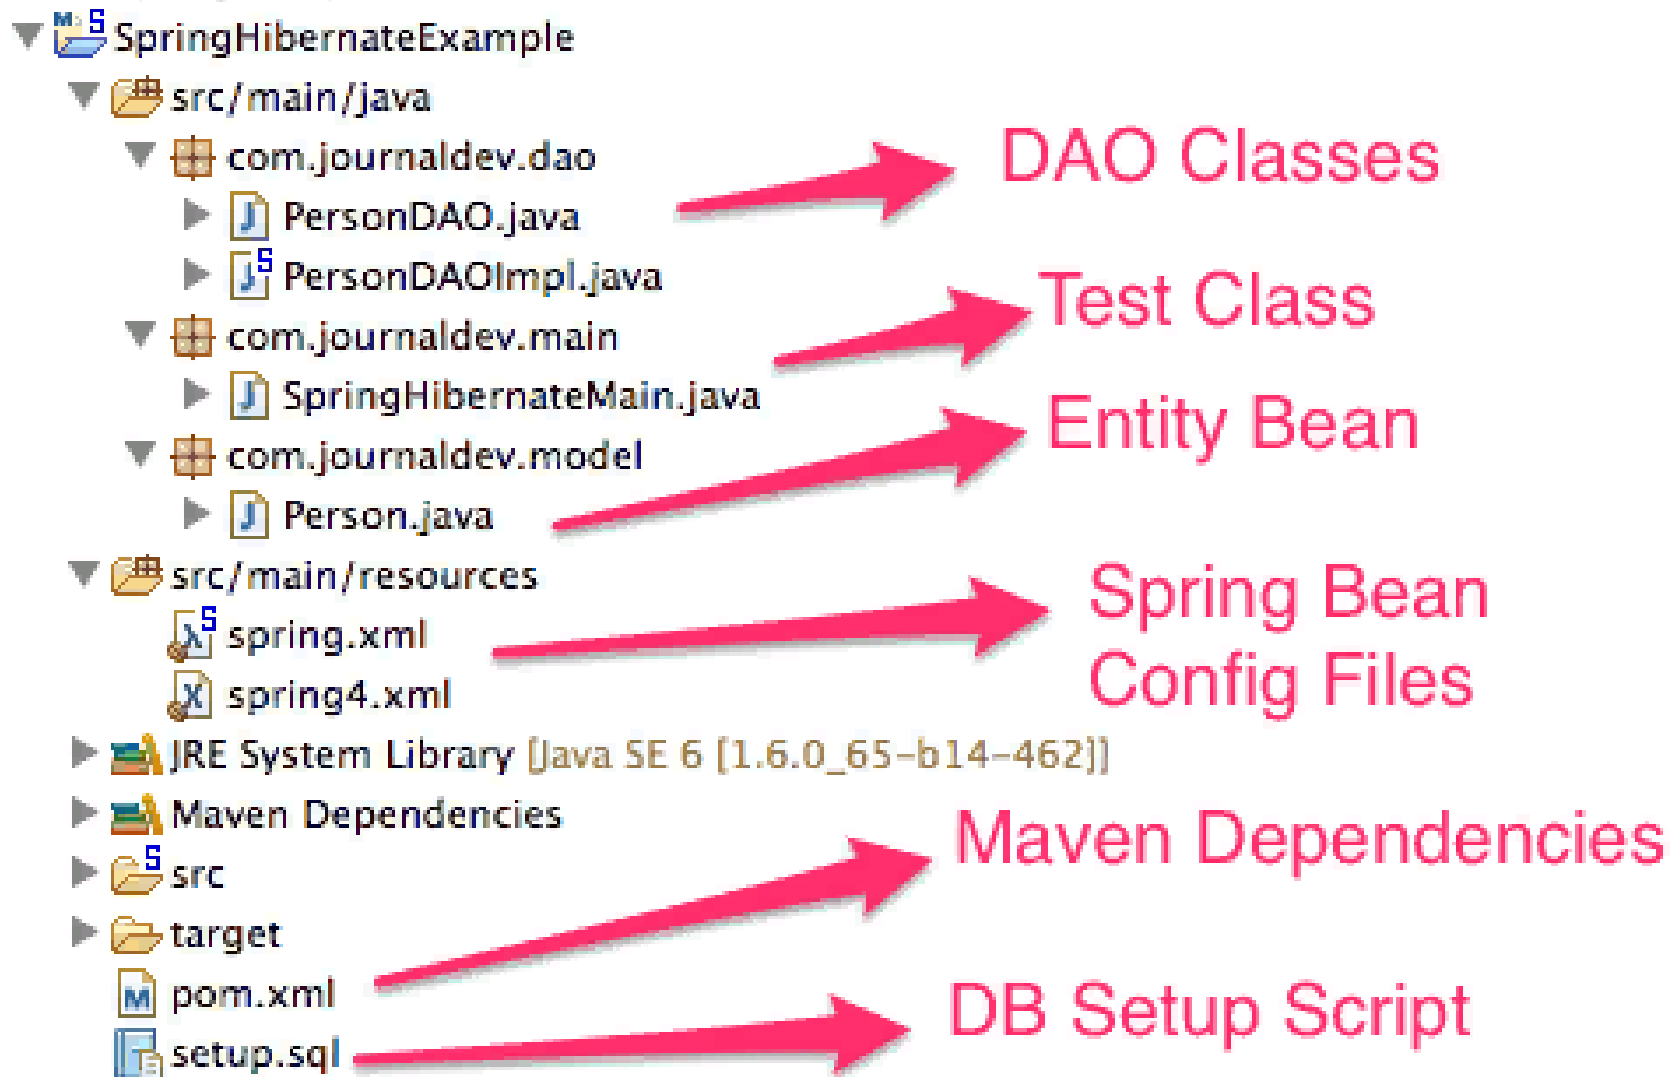 SpringHibernateExample
src/main/java
com.journaldev.dao
DAO Classes
PersonDAO.java
PersonDAOImpl.java
Test Class
com.journaldev.main
SpringHibernateMain.java
Entity Bean
com.journaldev.model
Person.java
src/main/resources
Spring Bean
Config Files
spring.xml
spring4.xml
JRE System Library [Java SE 6 [1.6.0_65-b14-462]]
Maven Dependencies
Maven Dependencies
src
target
pom.xml
DB Setup Script
setup.sql